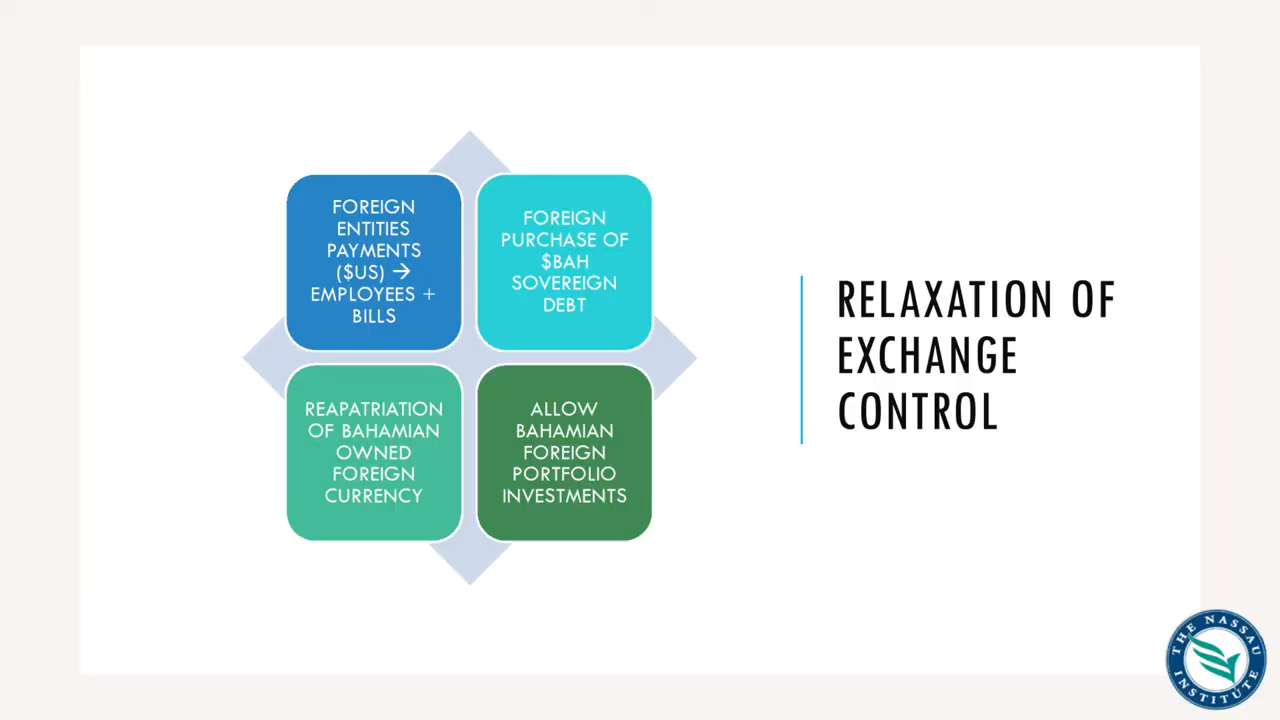 FOREIGN
ENTITIES
PAYMENTS
($US) →
EMPLOYEES +
BILLS
FOREIGN
PURCHASE OF
$BAH
SOVEREIGN
DEBT
REAPATRIATION
OF BAHAMIAN
OWNED
FOREIGN
CURRENCY
ALLOW
BAHAMIAN
FOREIGN
PORTFOLIO
INVESTMENTS
RELAXATION OF
EXCHANGE
CONTROL
THE NASSAU
INSTITUTE